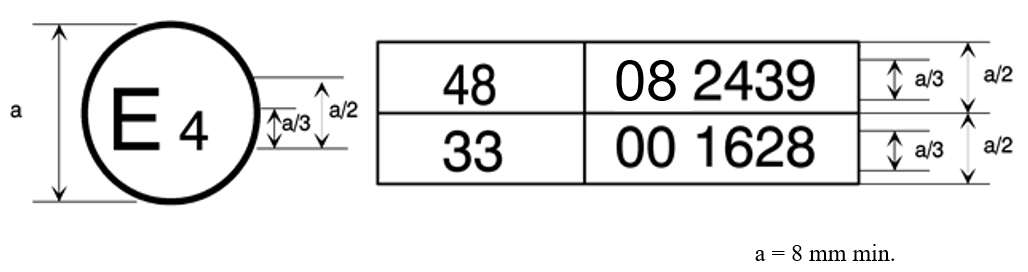 a
E 4
a/3
a/2
48 08 2439
a/3
a/2
33 00 1628
a/3
a/2
a = 8 mm min.